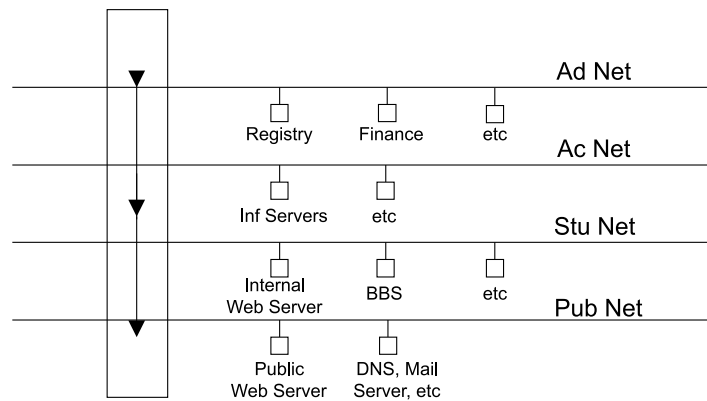 Ad Net
Registry Finance etc
Ac Net
Inf Servers etc
Stu Net
Internal
Web Server
BBS
etc
Pub Net
Public
Web Server
DNS, Mail
Server, etc